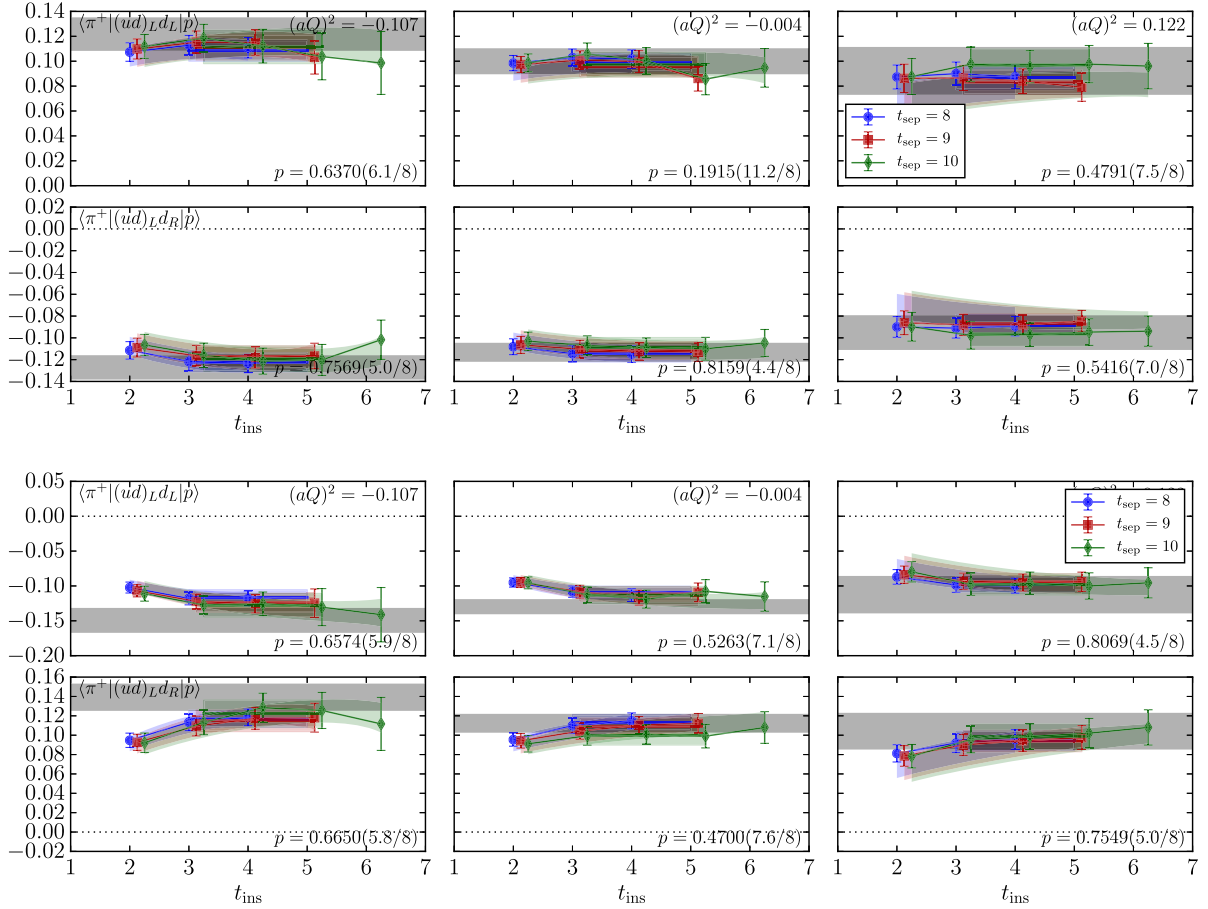 0.14
0.12
0.10
0.08
0.06
0.04
0.02
0.00
⟨π⁺|(ud)_L d_L|p⟩
(aQ)² = −0.107
p = 0.6370(6.1/8)
(aQ)² = −0.004
p = 0.1915(11.2/8)
(aQ)² = 0.122
t_sep = 8
t_sep = 9
t_sep = 10
p = 0.4791(7.5/8)
0.02
0.00
−0.02
−0.04
−0.06
−0.08
−0.10
−0.12
−0.14
⟨π⁺|(ud)_L d_R|p⟩
p = 0.7569(5.0/8)
p = 0.8159(4.4/8)
p = 0.5416(7.0/8)
1 2 3 4 5 6 7
1 2 3 4 5 6 7
1 2 3 4 5 6 7
t_ins
t_ins
t_ins
0.05
0.00
−0.05
−0.10
−0.15
−0.20
⟨π⁺|(ud)_L d_L|p⟩
(aQ)² = −0.107
p = 0.6574(5.9/8)
(aQ)² = −0.004
p = 0.5263(7.1/8)
t_sep = 8
t_sep = 9
t_sep = 10
p = 0.8069(4.5/8)
0.16
0.14
0.12
0.10
0.08
0.06
0.04
0.02
0.00
−0.02
⟨π⁺|(ud)_L d_R|p⟩
p = 0.6650(5.8/8)
p = 0.4700(7.6/8)
p = 0.7549(5.0/8)
1 2 3 4 5 6 7
1 2 3 4 5 6 7
1 2 3 4 5 6 7
t_ins
t_ins
t_ins